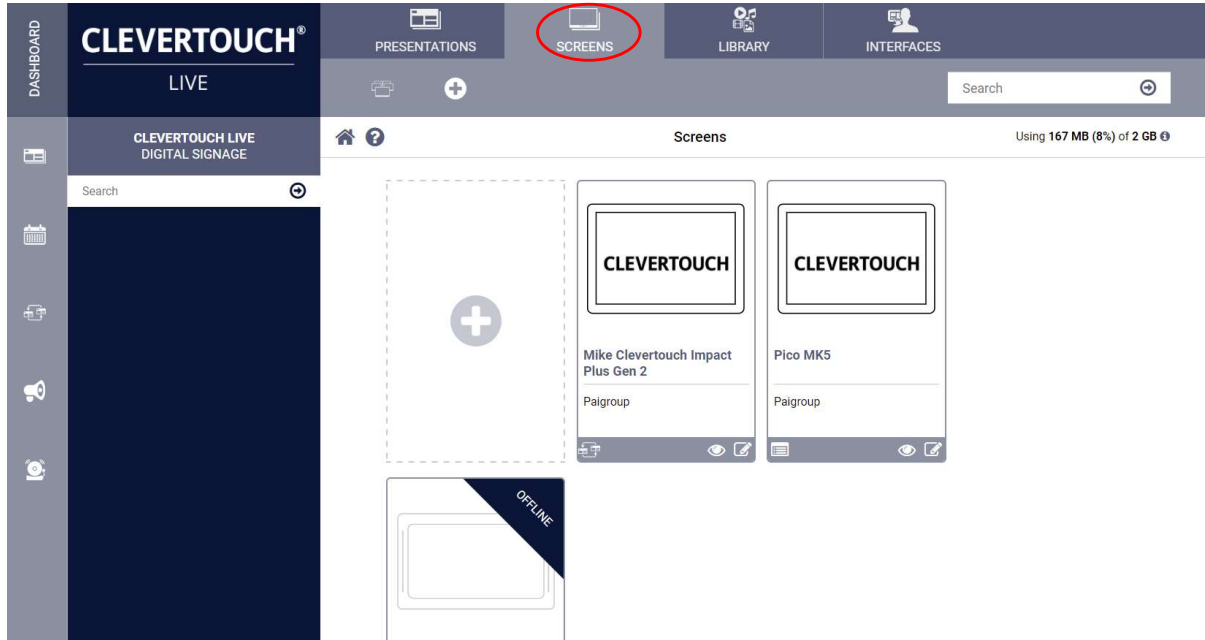 DASHBOARD
CLEVERTOUCH®
LIVE
PRESENTATIONS
SCREENS
LIBRARY
INTERFACES
Search
CLEVERTOUCH LIVE
DIGITAL SIGNAGE
Search
Screens
Using 167 MB (8%) of 2 GB
CLEVERTOUCH
Mike Clevertouch Impact
Plus Gen 2
Paigroup
CLEVERTOUCH
Pico MK5
Paigroup
OFFLINE